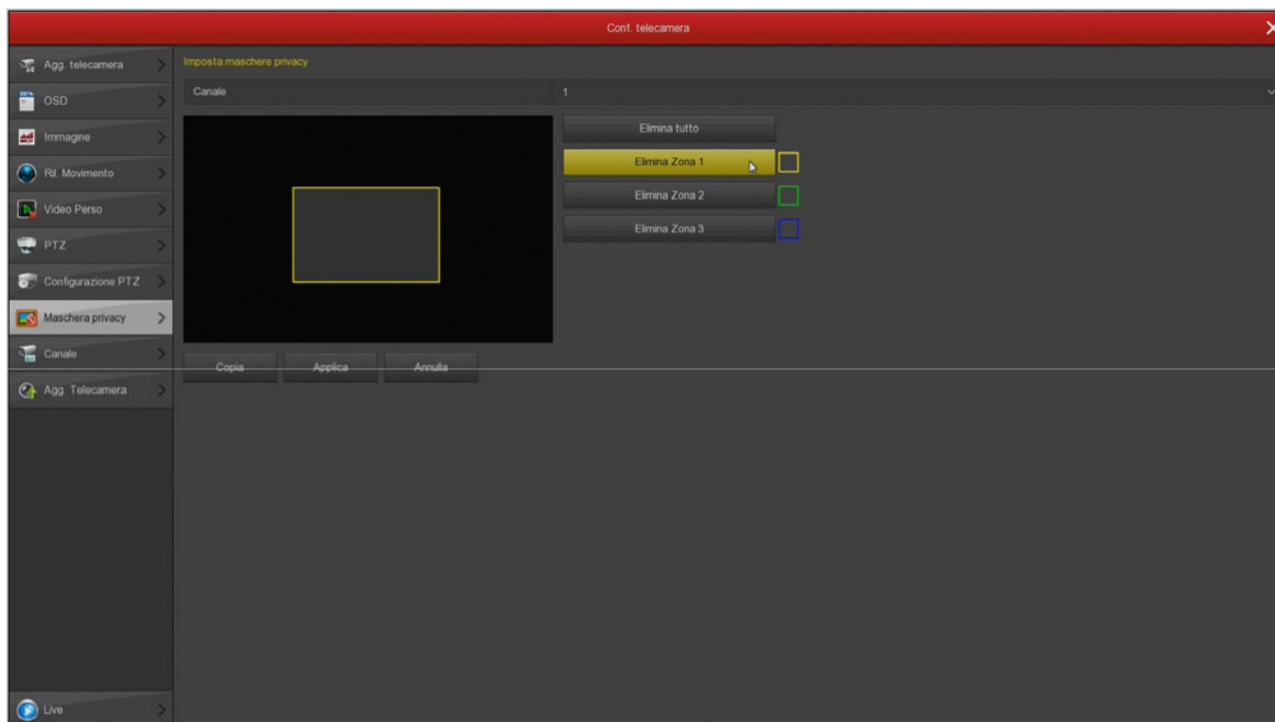 Conf. telecamera
Agg. telecamera
OSD
Immagine
Ril. Movimento
Video Perso
PTZ
Configurazione PTZ
Maschera privacy
Canale
Agg. Telecamera
Live
Imposta maschere privacy
Canale 1
Elimina tutto
Elimina Zona 1
Elimina Zona 2
Elimina Zona 3
Copia Applica Annulla